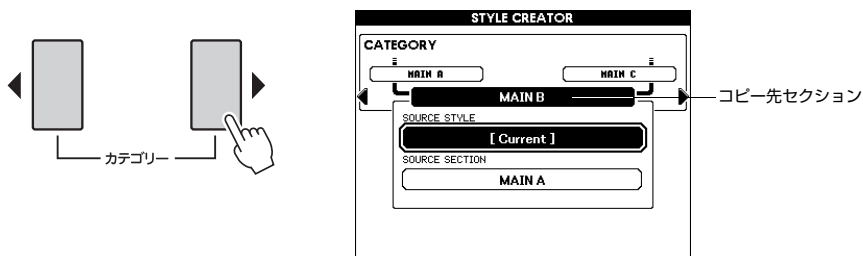 カテゴリー
STYLE CREATOR
CATEGORY
MAIN A
MAIN C
MAIN B
SOURCE STYLE
[ Current ]
SOURCE SECTION
MAIN A
コピー先セクション